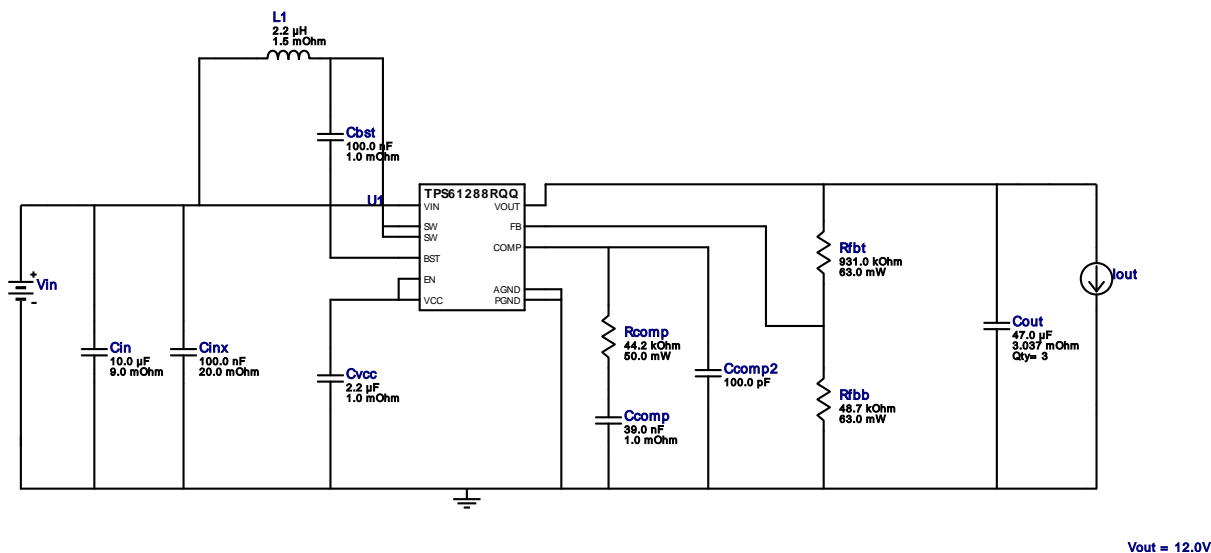 L1
2.2 µH
1.5 mOhm
Cbst
100.0 nF
1.0 mOhm
U1
TPS61288RQQ
VIN
VOUT
SW
FB
SW
COMP
BST
EN
AGND
VCC
PGND
Vin
+
-
Cin
10.0 µF
9.0 mOhm
Cinx
100.0 nF
20.0 mOhm
Cvcc
2.2 µF
1.0 mOhm
Rcomp
44.2 kOhm
50.0 mW
Ccomp
39.0 nF
1.0 mOhm
Ccomp2
100.0 pF
Rfbt
931.0 kOhm
63.0 mW
Rfbb
48.7 kOhm
63.0 mW
Cout
47.0 µF
3.037 mOhm
Qty= 3
Iout
Vout = 12.0V